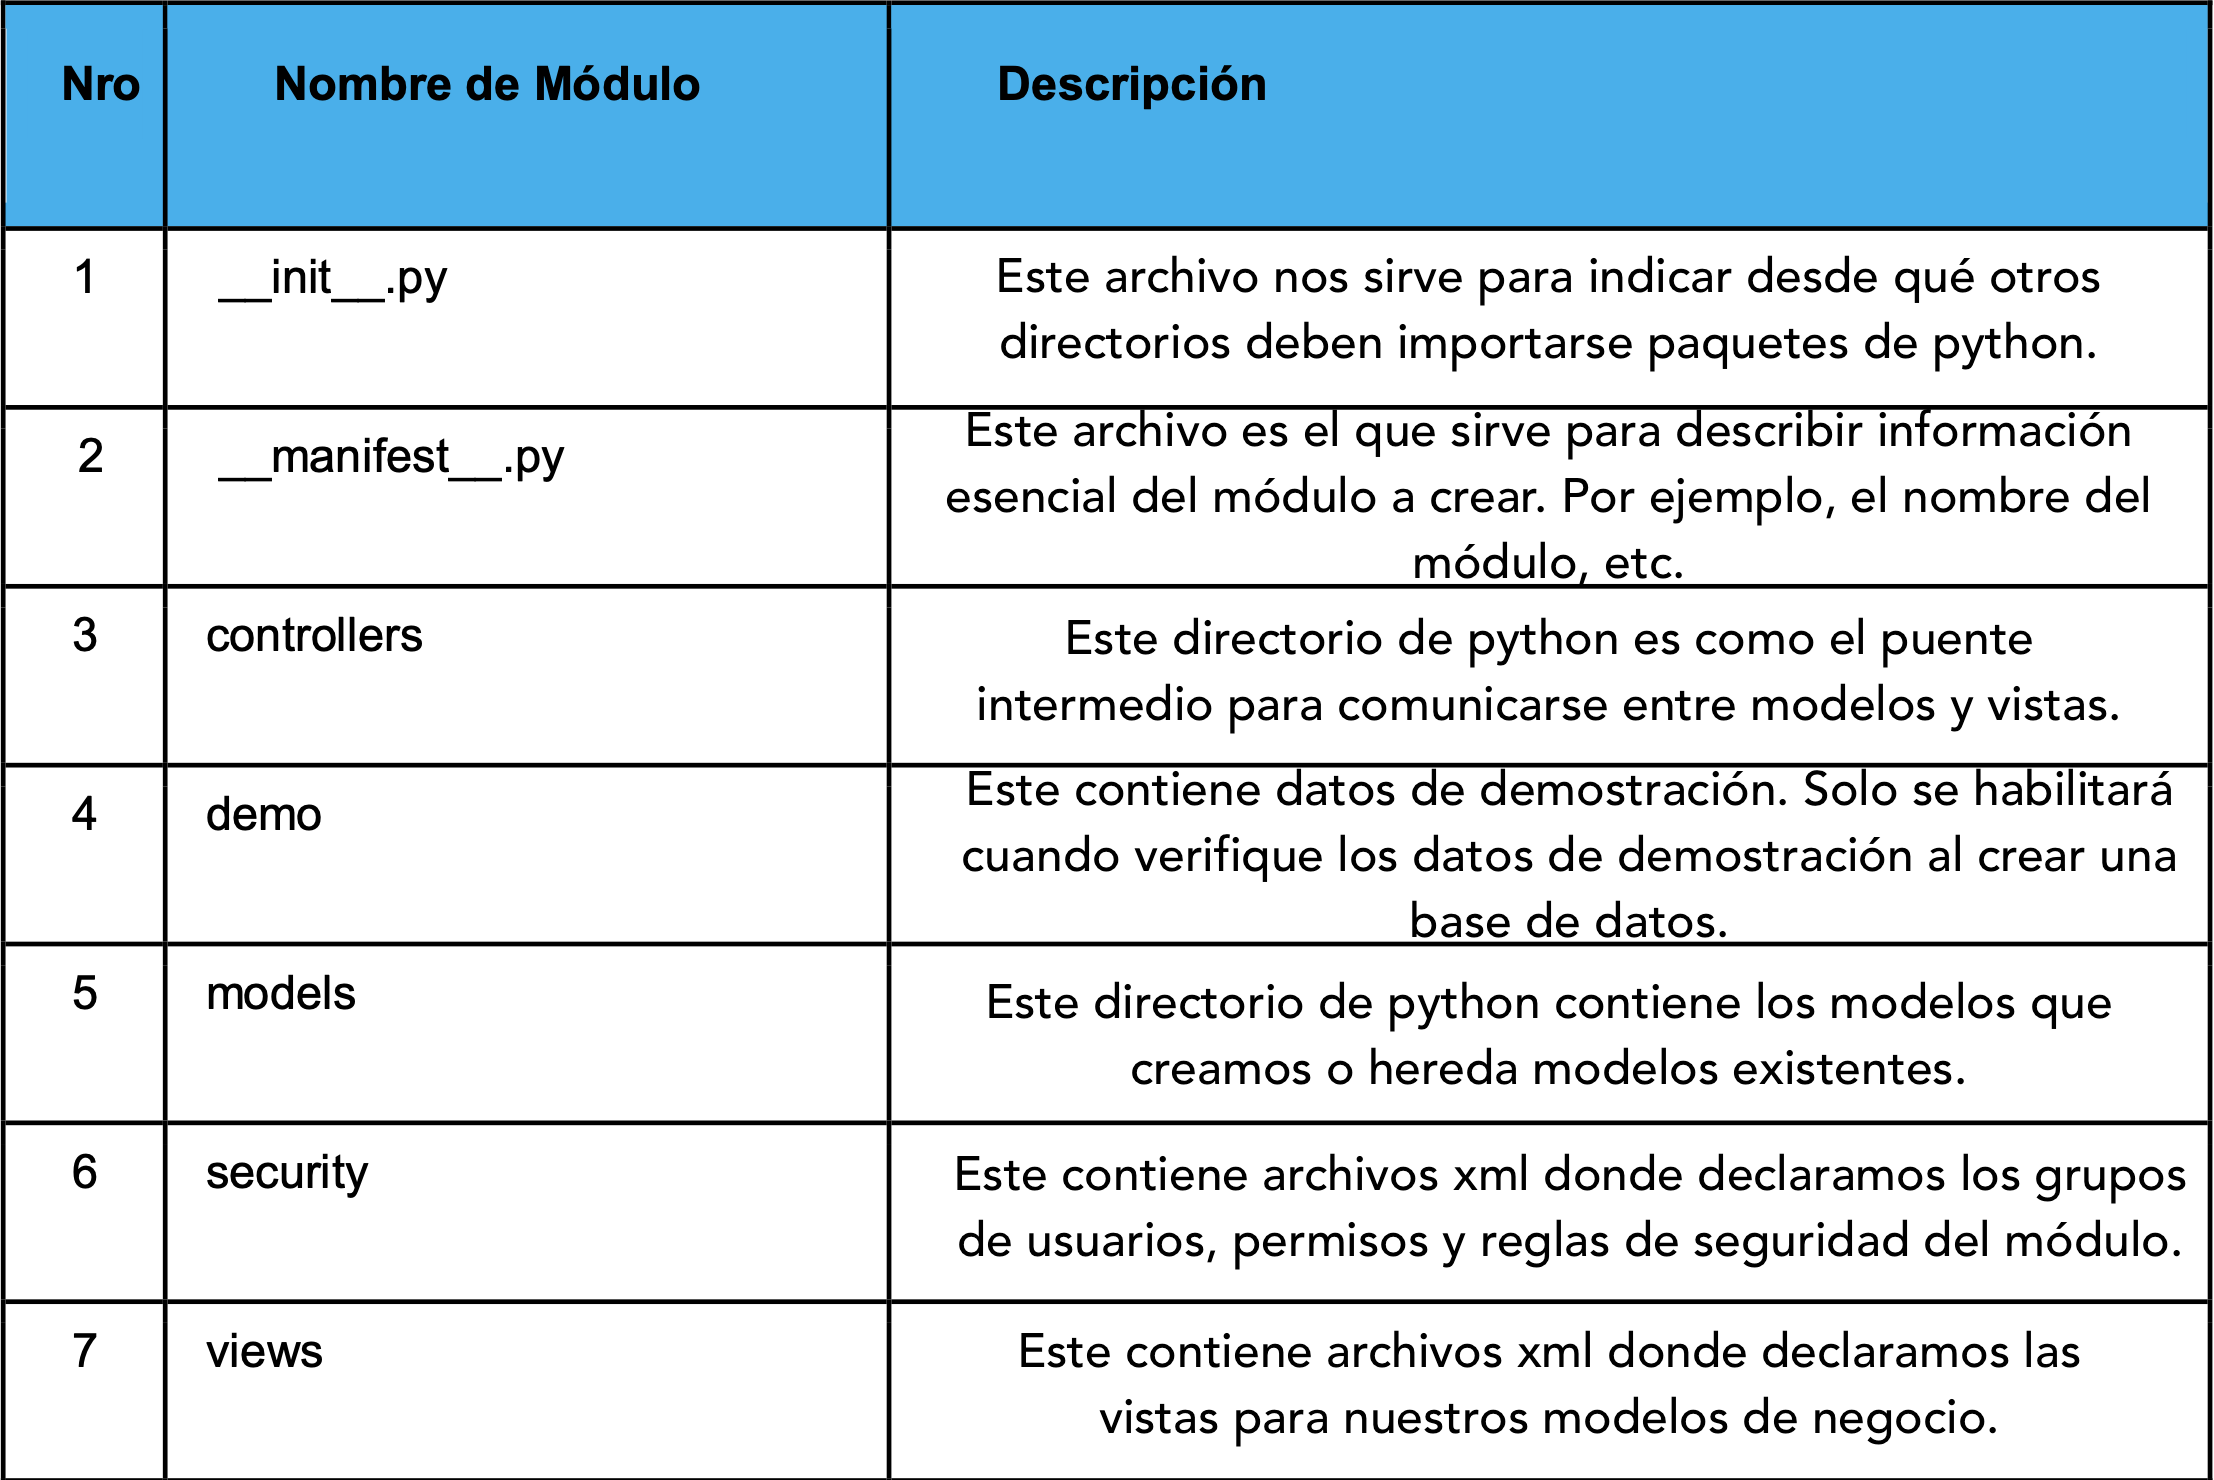 Nro Nombre de Módulo Descripción
1 __init__.py Este archivo nos sirve para indicar desde qué otros
directorios deben importarse paquetes de python.
2 __manifest__.py Este archivo es el que sirve para describir información
esencial del módulo a crear. Por ejemplo, el nombre del
módulo, etc.
3 controllers Este directorio de python es como el puente
intermedio para comunicarse entre modelos y vistas.
4 demo Este contiene datos de demostración. Solo se habilitará
cuando verifique los datos de demostración al crear una
base de datos.
5 models Este directorio de python contiene los modelos que
creamos o hereda modelos existentes.
6 security Este contiene archivos xml donde declaramos los grupos
de usuarios, permisos y reglas de seguridad del módulo.
7 views Este contiene archivos xml donde declaramos las
vistas para nuestros modelos de negocio.